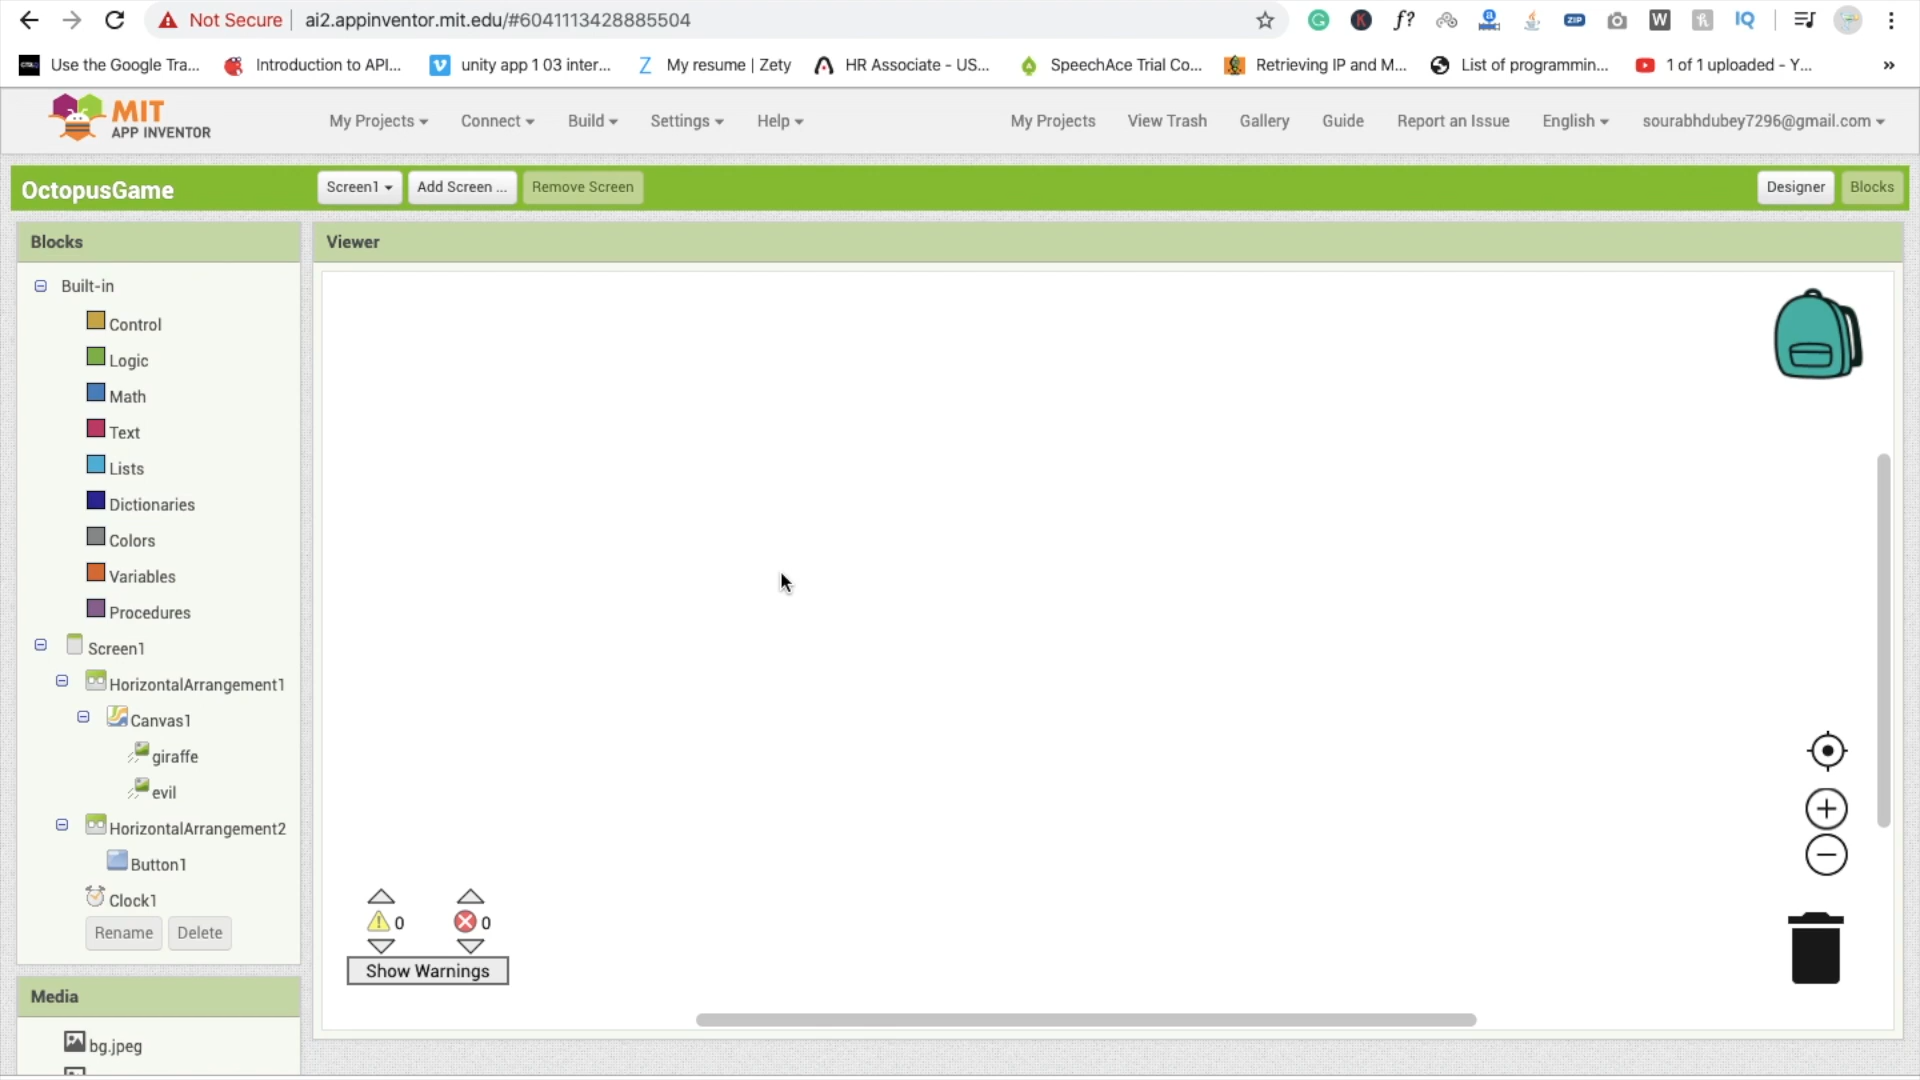 Not Secure ai2.appinventor.mit.edu/#6041113428885504
Use the Google Tra... Introduction to API... unity app 1 03 inter... My resume | Zety HR Associate - US... SpeechAce Trial Co... Retrieving IP and M... List of programmin... 1 of 1 uploaded - Y... »
MIT APP INVENTOR
My Projects Connect Build Settings Help My Projects View Trash Gallery Guide Report an Issue English sourabhdubey7296@gmail.com
OctopusGame Screen1 Add Screen ... Remove Screen Designer Blocks
Blocks
Viewer
Built-in
Control
Logic
Math
Text
Lists
Dictionaries
Colors
Variables
Procedures
Screen1
HorizontalArrangement1
Canvas1
giraffe
evil
HorizontalArrangement2
Button1
Clock1
Rename Delete
0 0
Show Warnings
Media
bg.jpeg